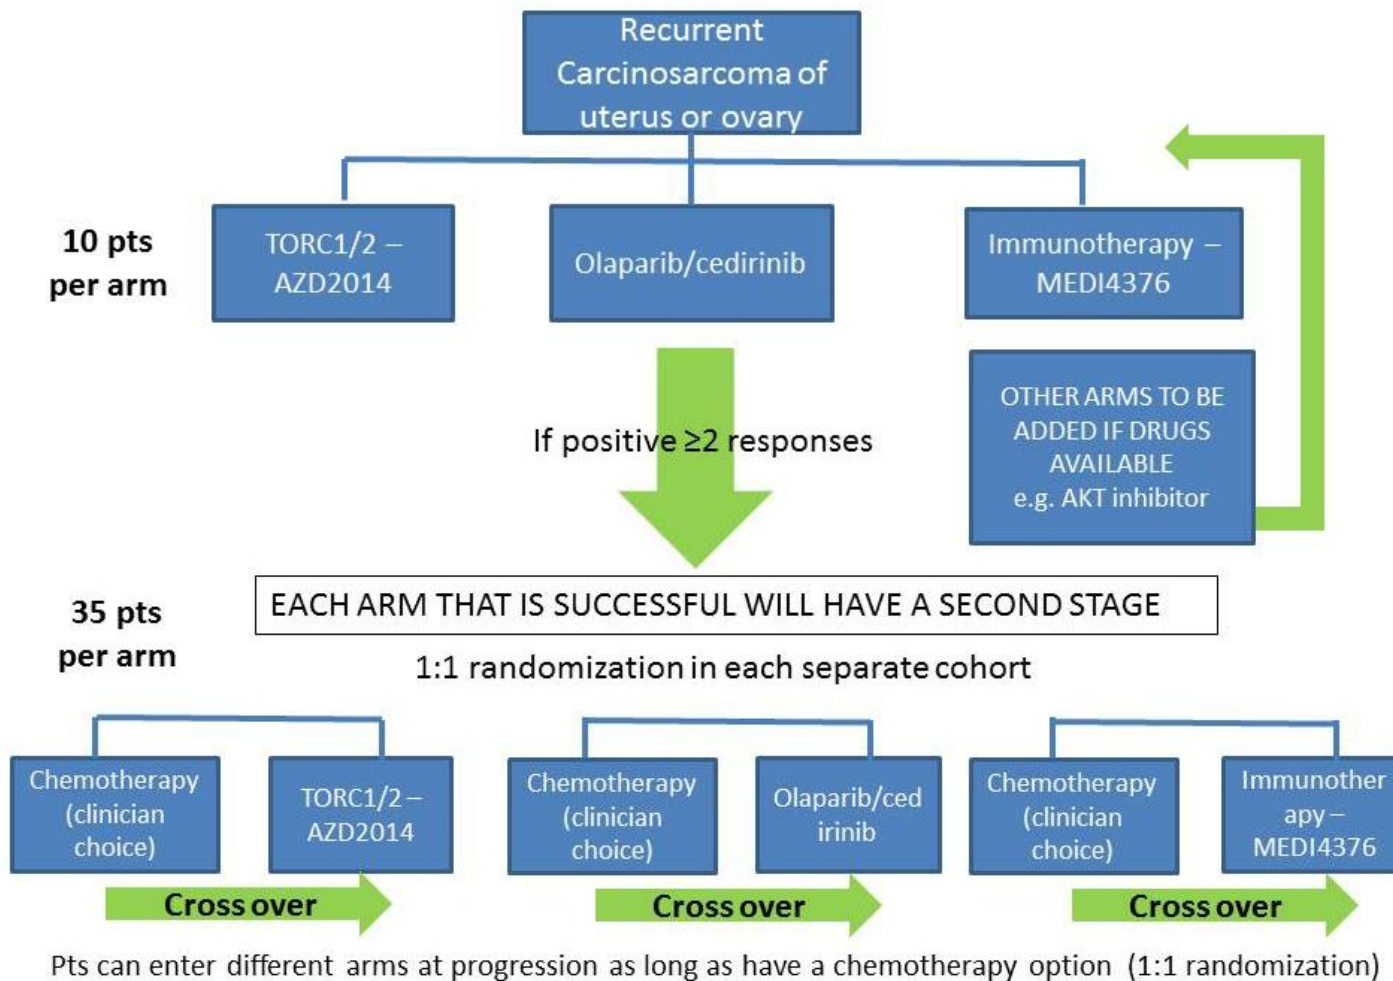 Recurrent
Carcinosarcoma of
uterus or ovary
10 pts
per arm
TORC1/2 –
AZD2014
Olaparib/cedirinib
Immunotherapy –
MEDI4376
OTHER ARMS TO BE
ADDED IF DRUGS
AVAILABLE
e.g. AKT inhibitor
If positive ≥2 responses
35 pts
per arm
EACH ARM THAT IS SUCCESSFUL WILL HAVE A SECOND STAGE
1:1 randomization in each separate cohort
Chemotherapy
(clinician
choice)
TORC1/2 –
AZD2014
Chemotherapy
(clinician
choice)
Olaparib/ced
irinib
Chemotherapy
(clinician
choice)
Immunother
apy –
MEDI4376
Cross over
Cross over
Cross over
Pts can enter different arms at progression as long as have a chemotherapy option (1:1 randomization)